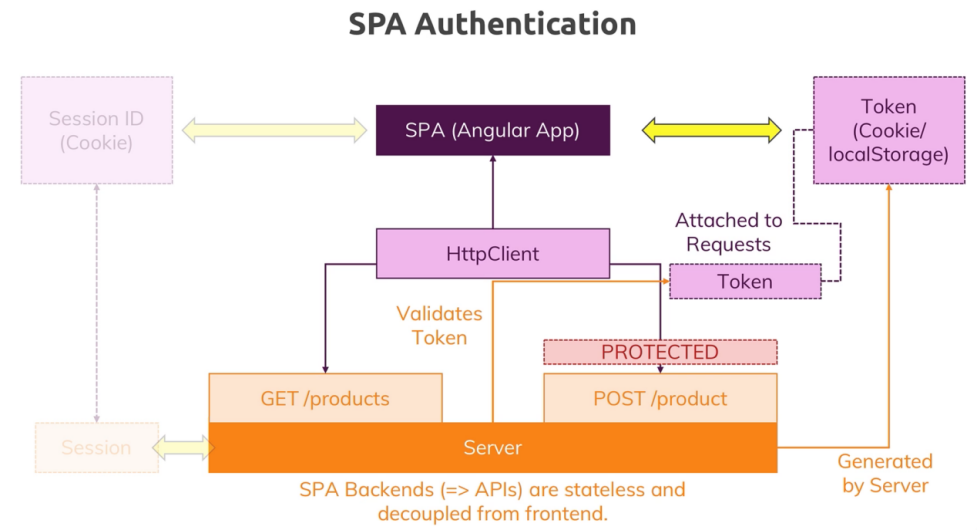 SPA Authentication
Session ID
(Cookie)
SPA (Angular App)
Token
(Cookie/
localStorage)
Attached to
Requests
HttpClient
Token
Validates
Token
PROTECTED
GET /products
POST /product
Session
Server
Generated
by Server
SPA Backends (=> APIs) are stateless and
decoupled from frontend.